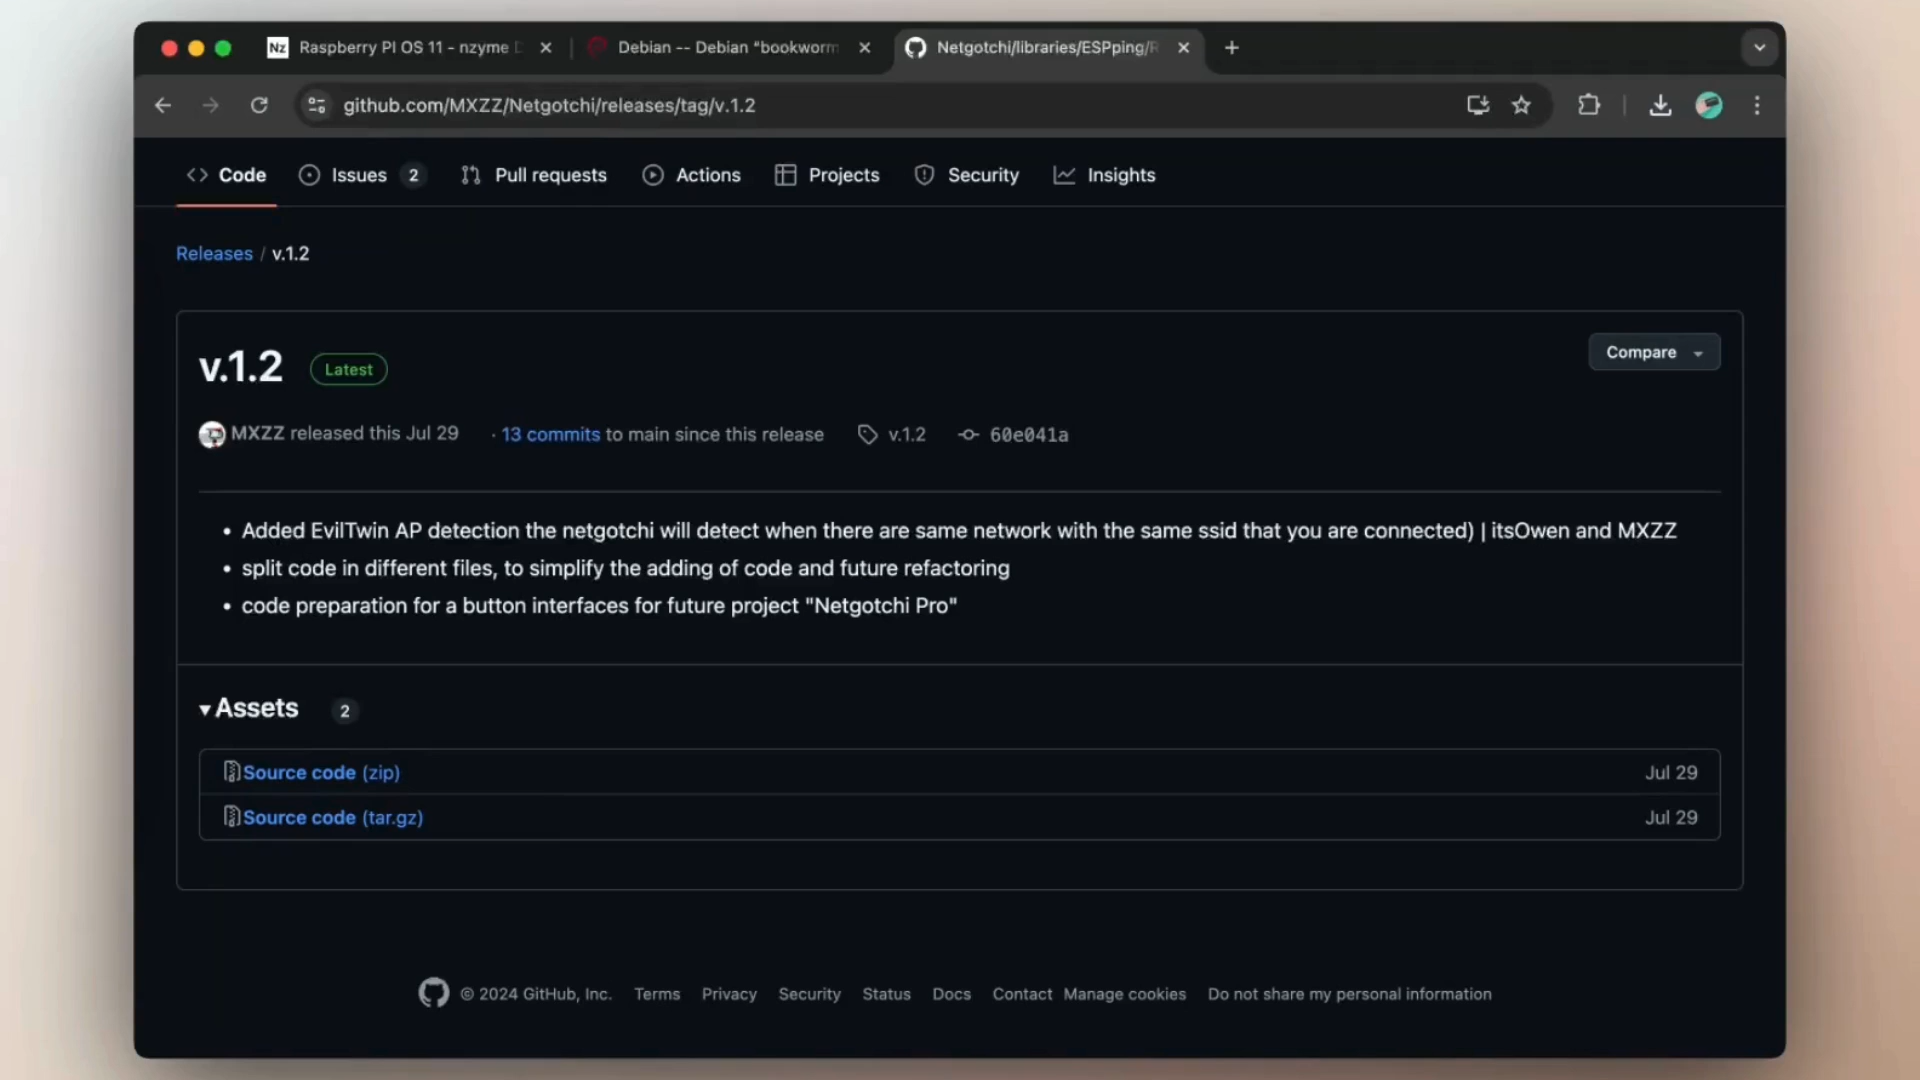 Nz Raspberry PI OS 11 - nzyme
Debian -- Debian “bookworm
Netgotchi/libraries/ESPping/R
github.com/MXZZ/Netgotchi/releases/tag/v.1.2
Code
Issues 2
Pull requests
Actions
Projects
Security
Insights
Releases / v.1.2
v.1.2 Latest
Compare
MXZZ released this Jul 29 · 13 commits to main since this release v.1.2 60e041a
• Added EvilTwin AP detection the netgotchi will detect when there are same network with the same ssid that you are connected) | itsOwen and MXZZ
• split code in different files, to simplify the adding of code and future refactoring
• code preparation for a button interfaces for future project "Netgotchi Pro"
Assets 2
Source code (zip) Jul 29
Source code (tar.gz) Jul 29
© 2024 GitHub, Inc. Terms Privacy Security Status Docs Contact Manage cookies Do not share my personal information